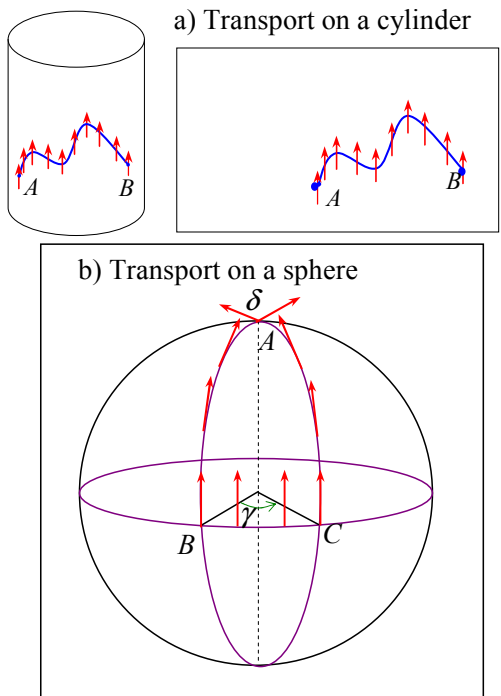 a) Transport on a cylinder
A
B
A
B
b) Transport on a sphere
δ
A
γ
B
C